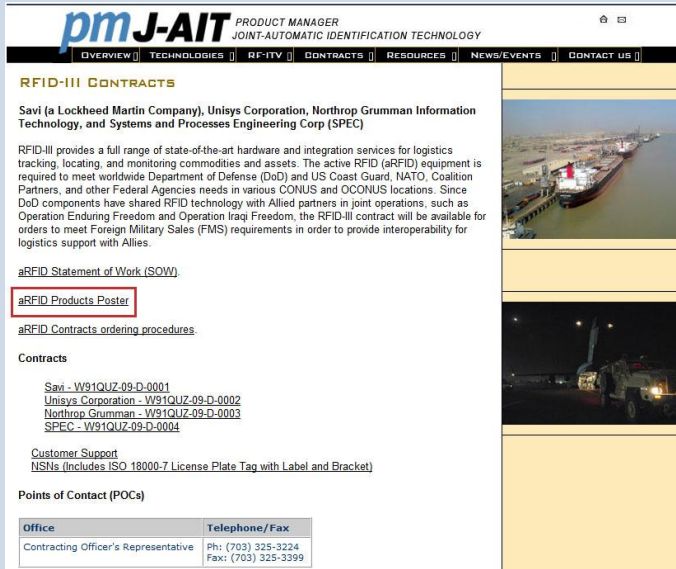 pm J-AIT PRODUCT MANAGER
JOINT-AUTOMATIC IDENTIFICATION TECHNOLOGY
OVERVIEW TECHNOLOGIES RF-ITV CONTRACTS RESOURCES NEWS/EVENTS CONTACT US
RFID-III CONTRACTS
Savi (a Lockheed Martin Company), Unisys Corporation, Northrop Grumman Information
Technology, and Systems and Processes Engineering Corp (SPEC)
RFID-III provides a full range of state-of-the-art hardware and integration services for logistics
tracking, locating, and monitoring commodities and assets. The active RFID (aRFID) equipment is
required to meet worldwide Department of Defense (DoD) and US Coast Guard, NATO, Coalition
Partners, and other Federal Agencies needs in various CONUS and OCONUS locations. Since
DoD components have shared RFID technology with Allied partners in joint operations, such as
Operation Enduring Freedom and Operation Iraqi Freedom, the RFID-III contract will be available for
orders to meet Foreign Military Sales (FMS) requirements in order to provide interoperability for
logistics support with Allies.
aRFID Statement of Work (SOW).
aRFID Products Poster
aRFID Contracts ordering procedures.
Contracts
Savi - W91QUZ-09-D-0001
Unisys Corporation - W91QUZ-09-D-0002
Northrop Grumman - W91QUZ-09-D-0003
SPEC - W91QUZ-09-D-0004
Customer Support
NSNs (Includes ISO 18000-7 License Plate Tag with Label and Bracket)
Points of Contact (POCs)
Office Telephone/Fax
Contracting Officer's Representative Ph: (703) 325-3224
Fax: (703) 325-3399